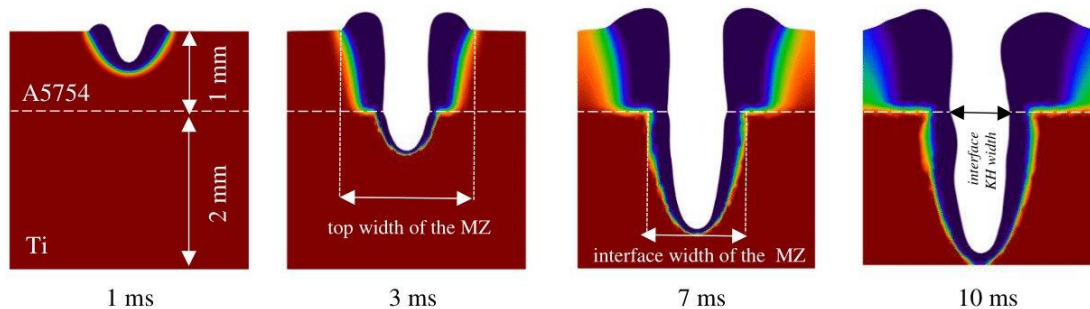 A5754
1 mm
2 mm
Ti
1 ms
top width of the MZ
3 ms
interface width of the MZ
7 ms
interface
KH width
10 ms